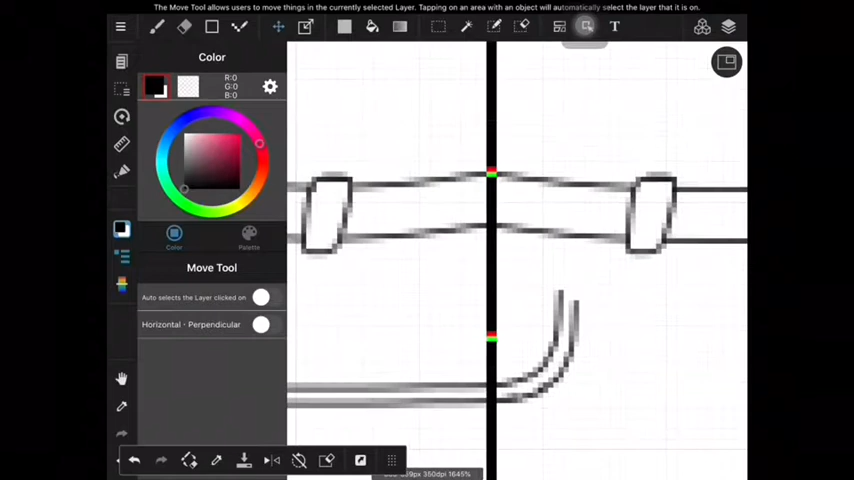 The Move Tool allows users to move things in the currently selected Layer. Tapping on an area with an object will automatically select the layer that it is on.
T
Color
R:0
G:0
B:0
Color
Palette
Move Tool
Auto selects the Layer clicked on
Horizontal・Perpendicular
350dpi 1645%